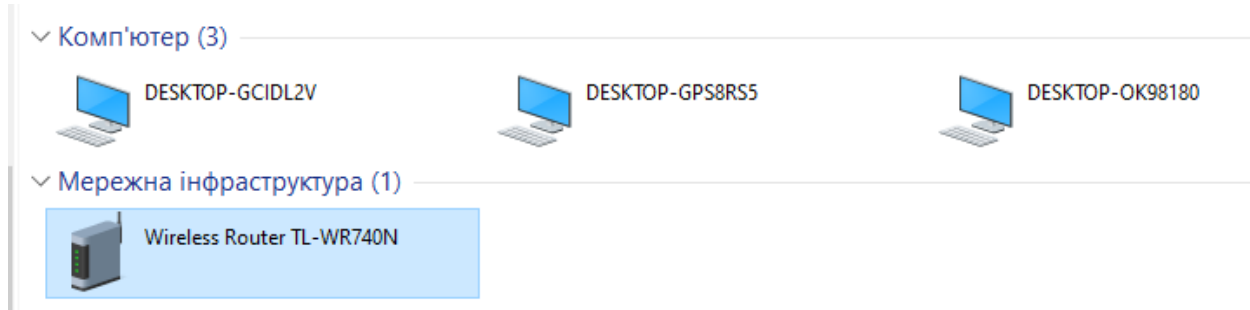 Комп'ютер (3)
DESKTOP-GCIDL2V
DESKTOP-GPS8RS5
DESKTOP-OK98180
Мережна інфраструктура (1)
Wireless Router TL-WR740N